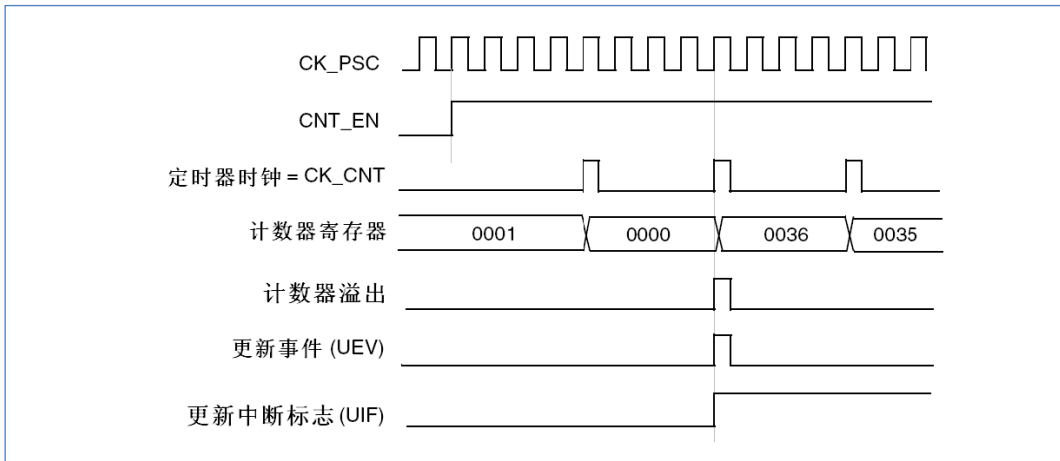 CK_PSC
CNT_EN
定时器时钟 = CK_CNT
计数器寄存器 0001 0000 0036 0035
计数器溢出
更新事件 (UEV)
更新中断标志 (UIF)